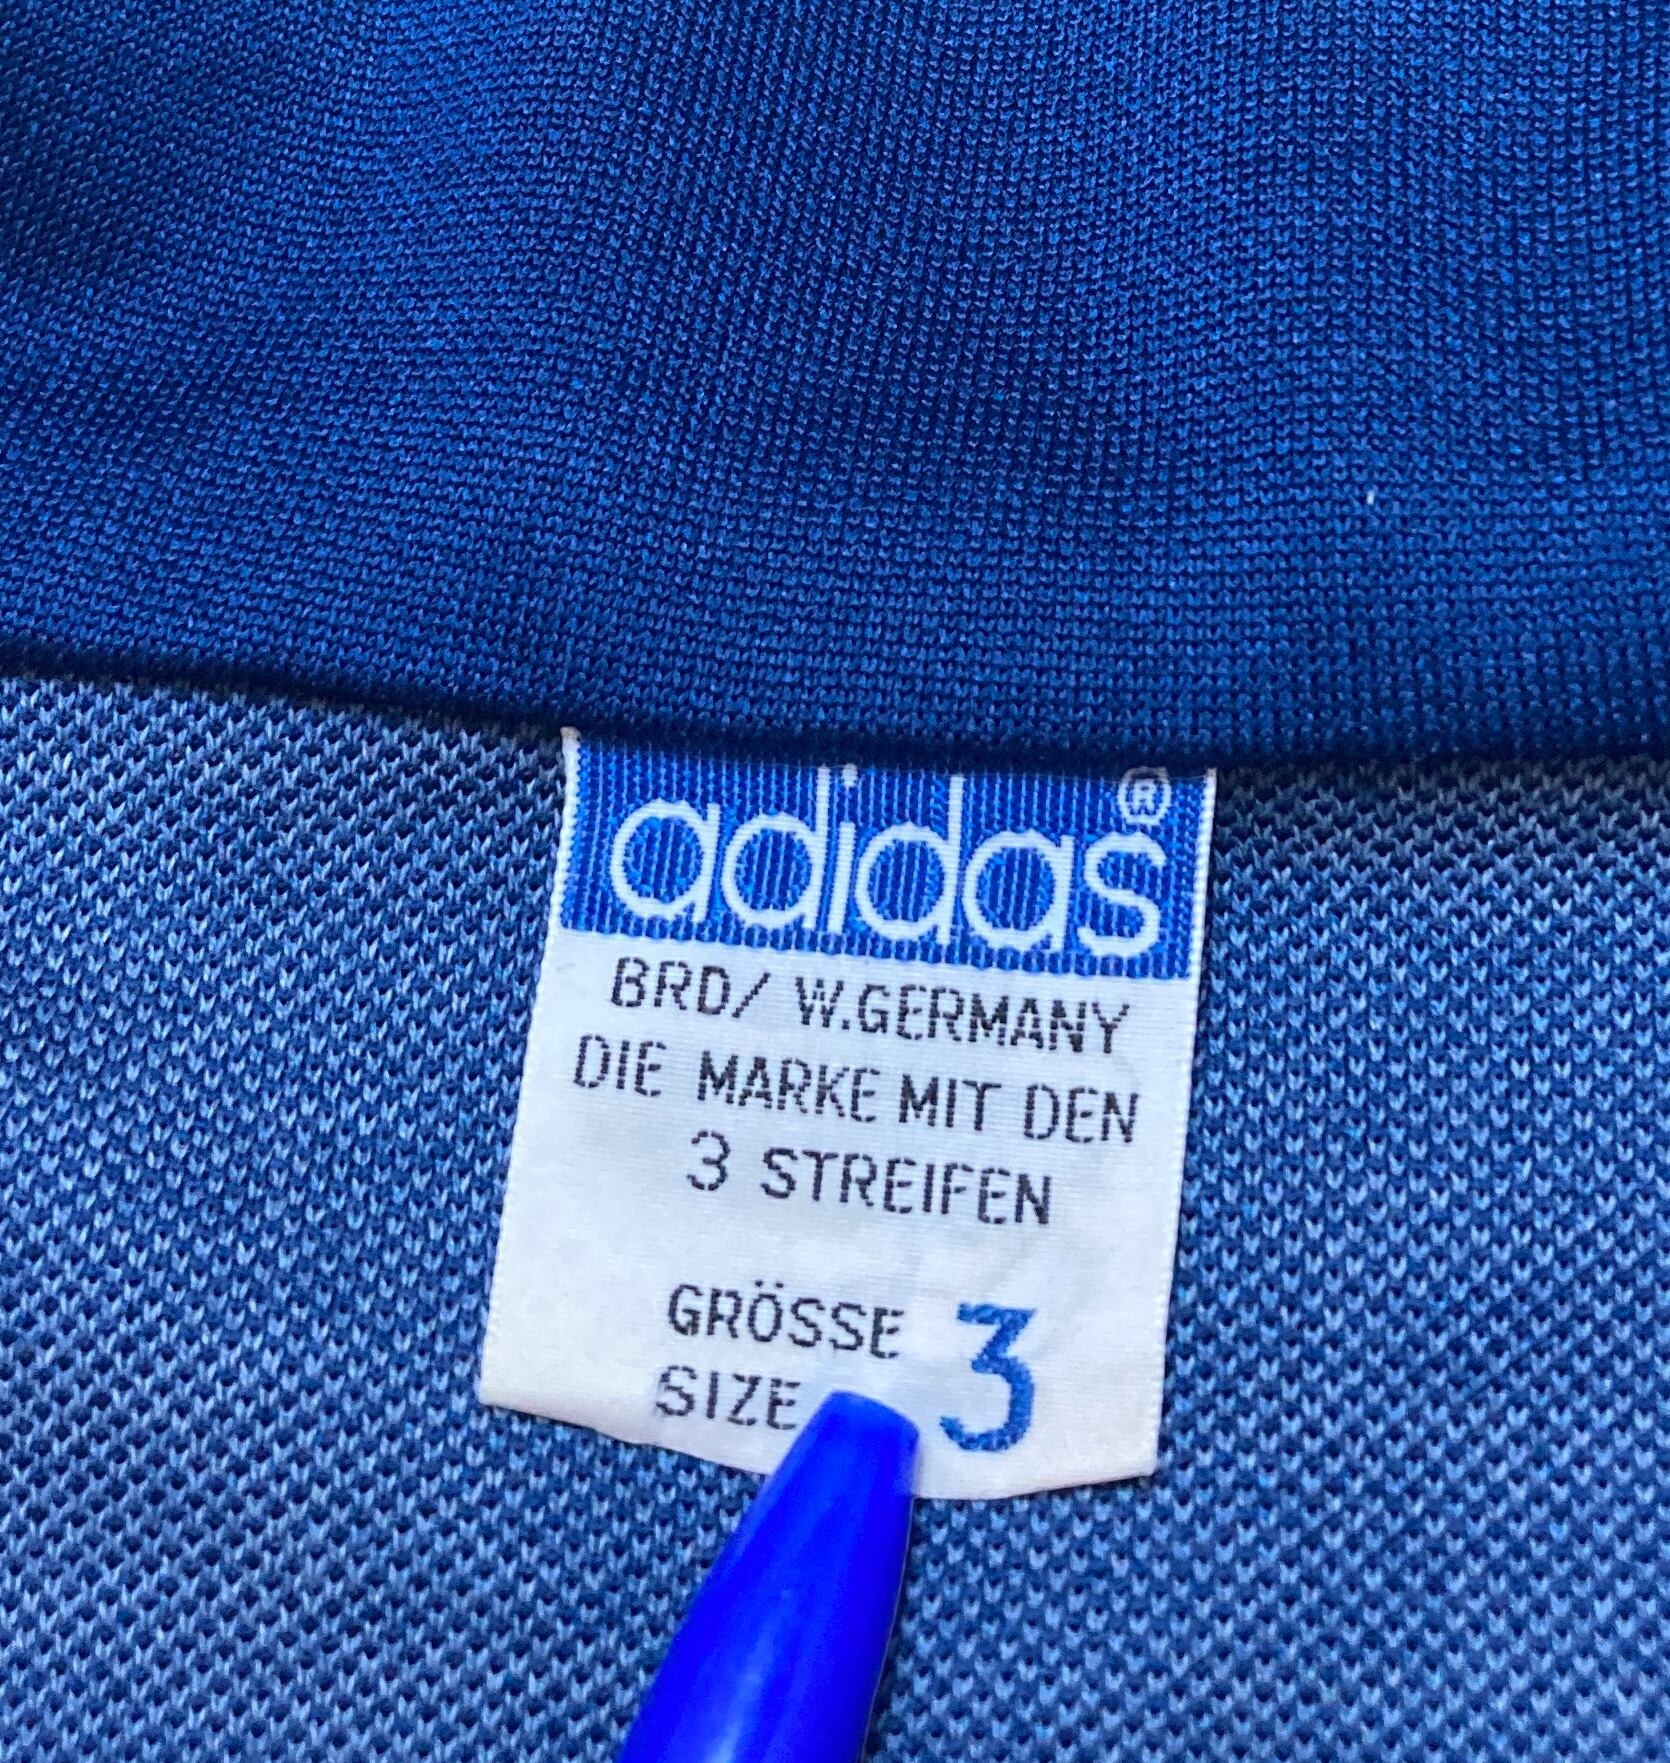 adidas®
BRD/ W.GERMANY
DIE MARKE MIT DEN
3 STREIFEN
GRÖSSE 3
SIZE